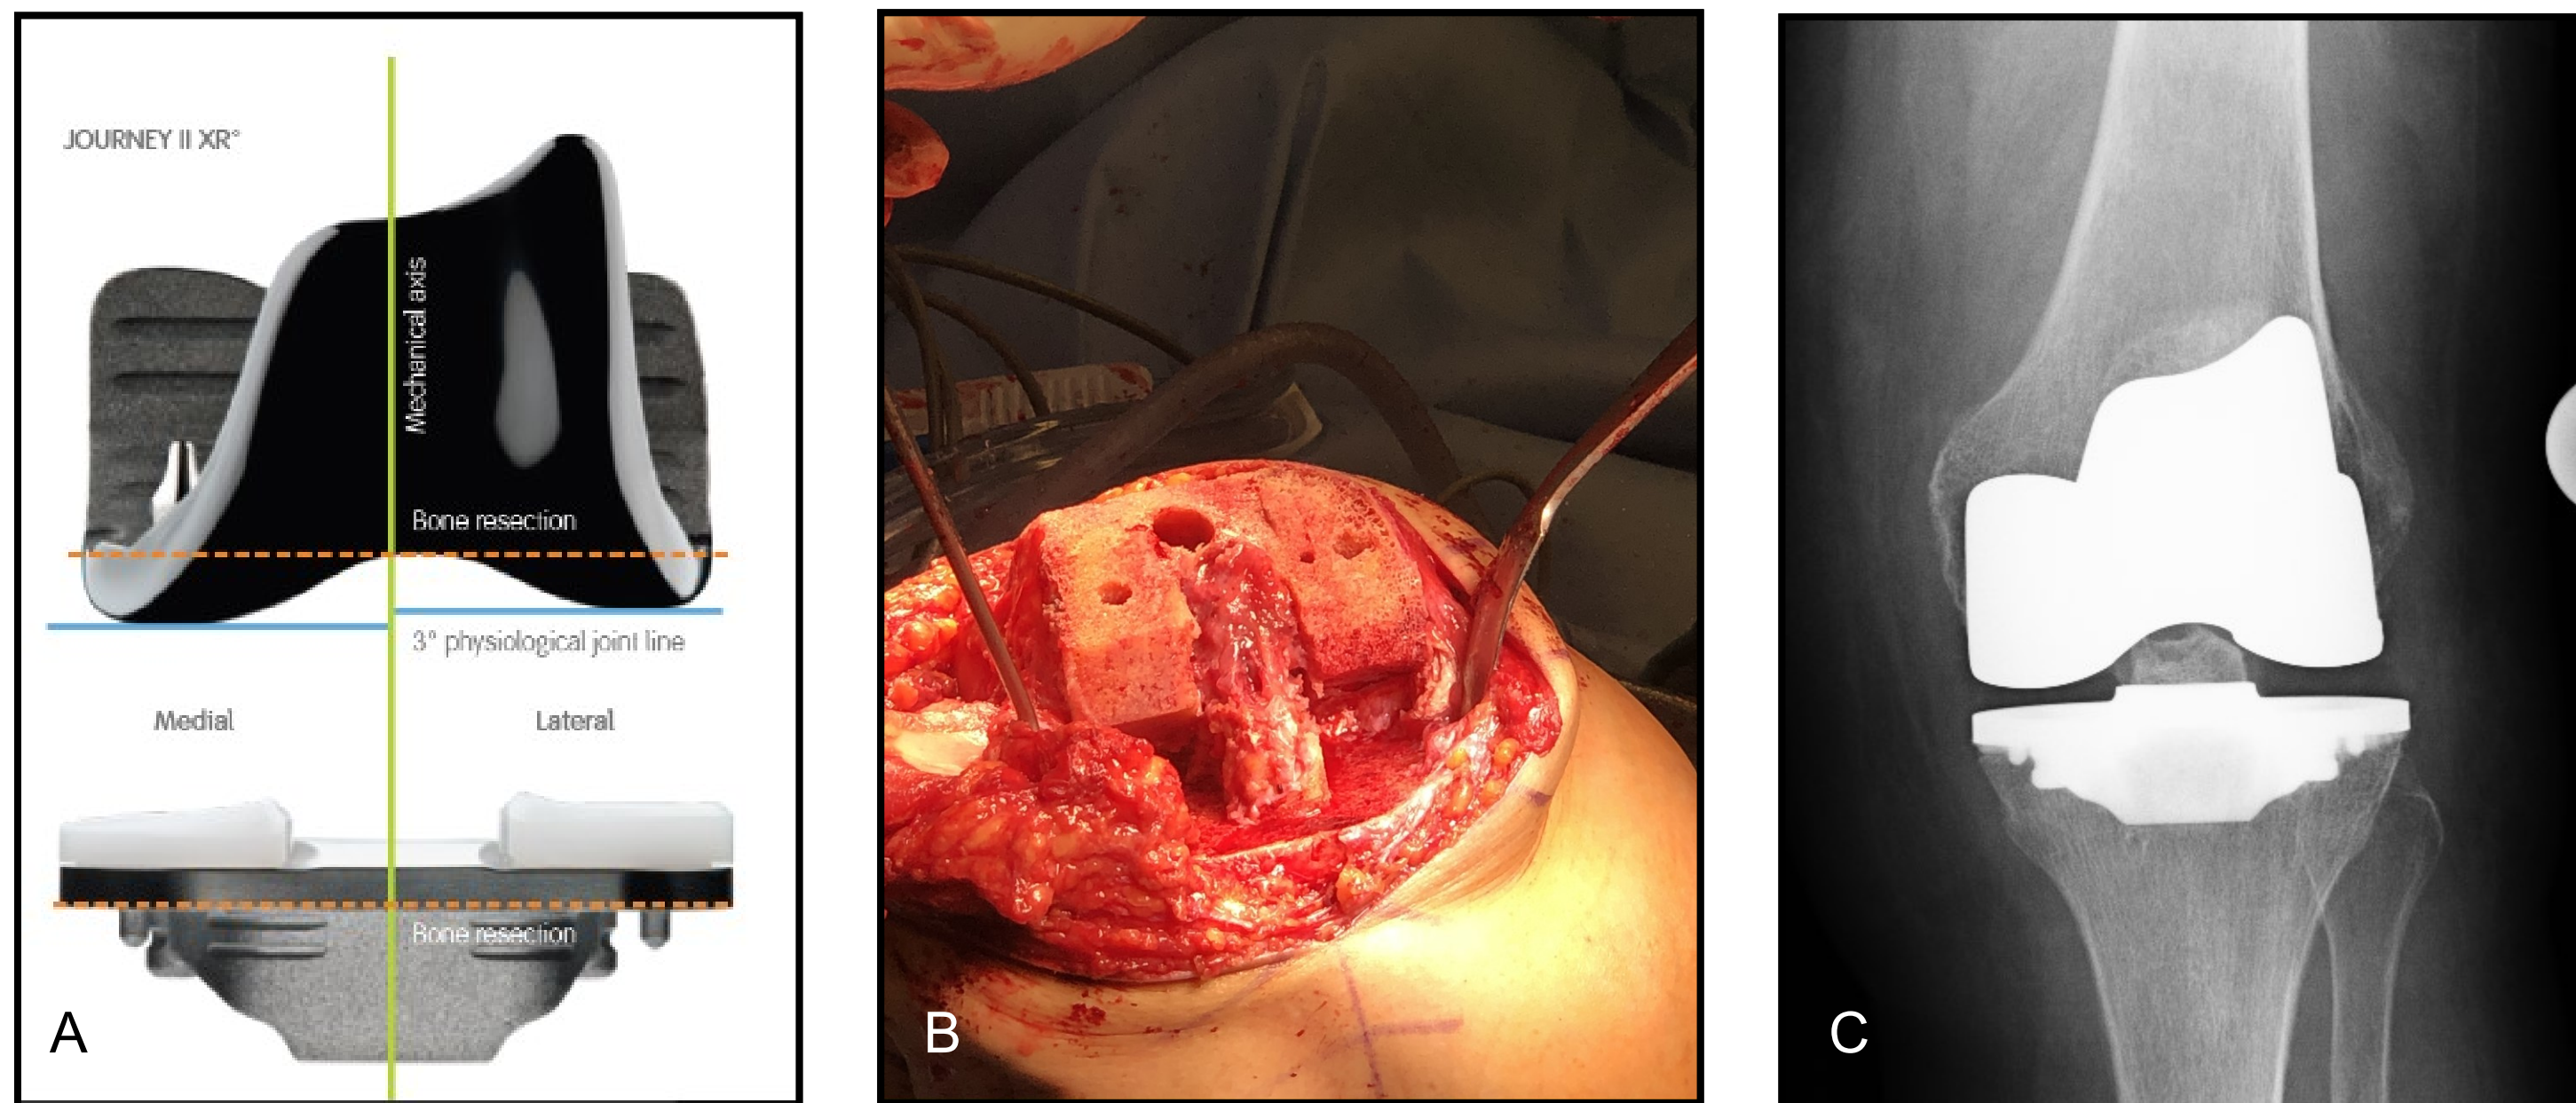 JOURNEY II XR°
Mechanical axis
Bone resection
3° physiological joint line
Medial
Lateral
Bone resection
A
B
C